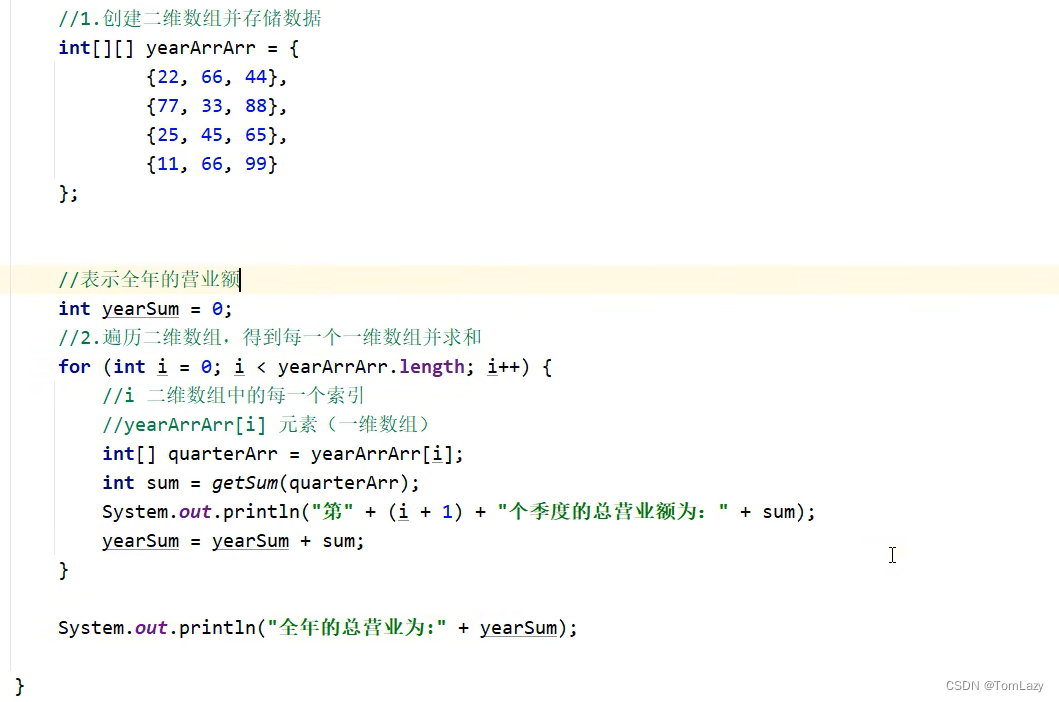 //1.创建二维数组并存储数据
int[][] yearArrArr = {
        {22, 66, 44},
        {77, 33, 88},
        {25, 45, 65},
        {11, 66, 99}
};
//表示全年的营业额
int yearSum = 0;
//2.遍历二维数组，得到每一个一维数组并求和
for (int i = 0; i < yearArrArr.length; i++) {
    //i 二维数组中的每一个索引
    //yearArrArr[i] 元素（一维数组）
    int[] quarterArr = yearArrArr[i];
    int sum = getSum(quarterArr);
    System.out.println("第" + (i + 1) + "个季度的总营业额为：" + sum);
    yearSum = yearSum + sum;
}
System.out.println("全年的总营业为:" + yearSum);
}
CSDN @TomLazy